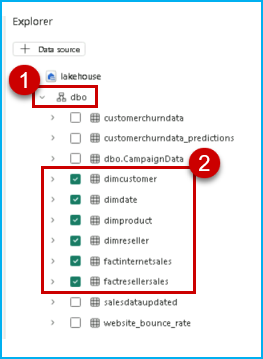 Explorer
+ Data source
1
lakehouse
dbo
customerchurndata
customerchurndata_predictions
dbo.CampaignData
2
dimcustomer
dimdate
dimproduct
dimreseller
factinternetsales
factresellersales
salesdataupdated
website_bounce_rate